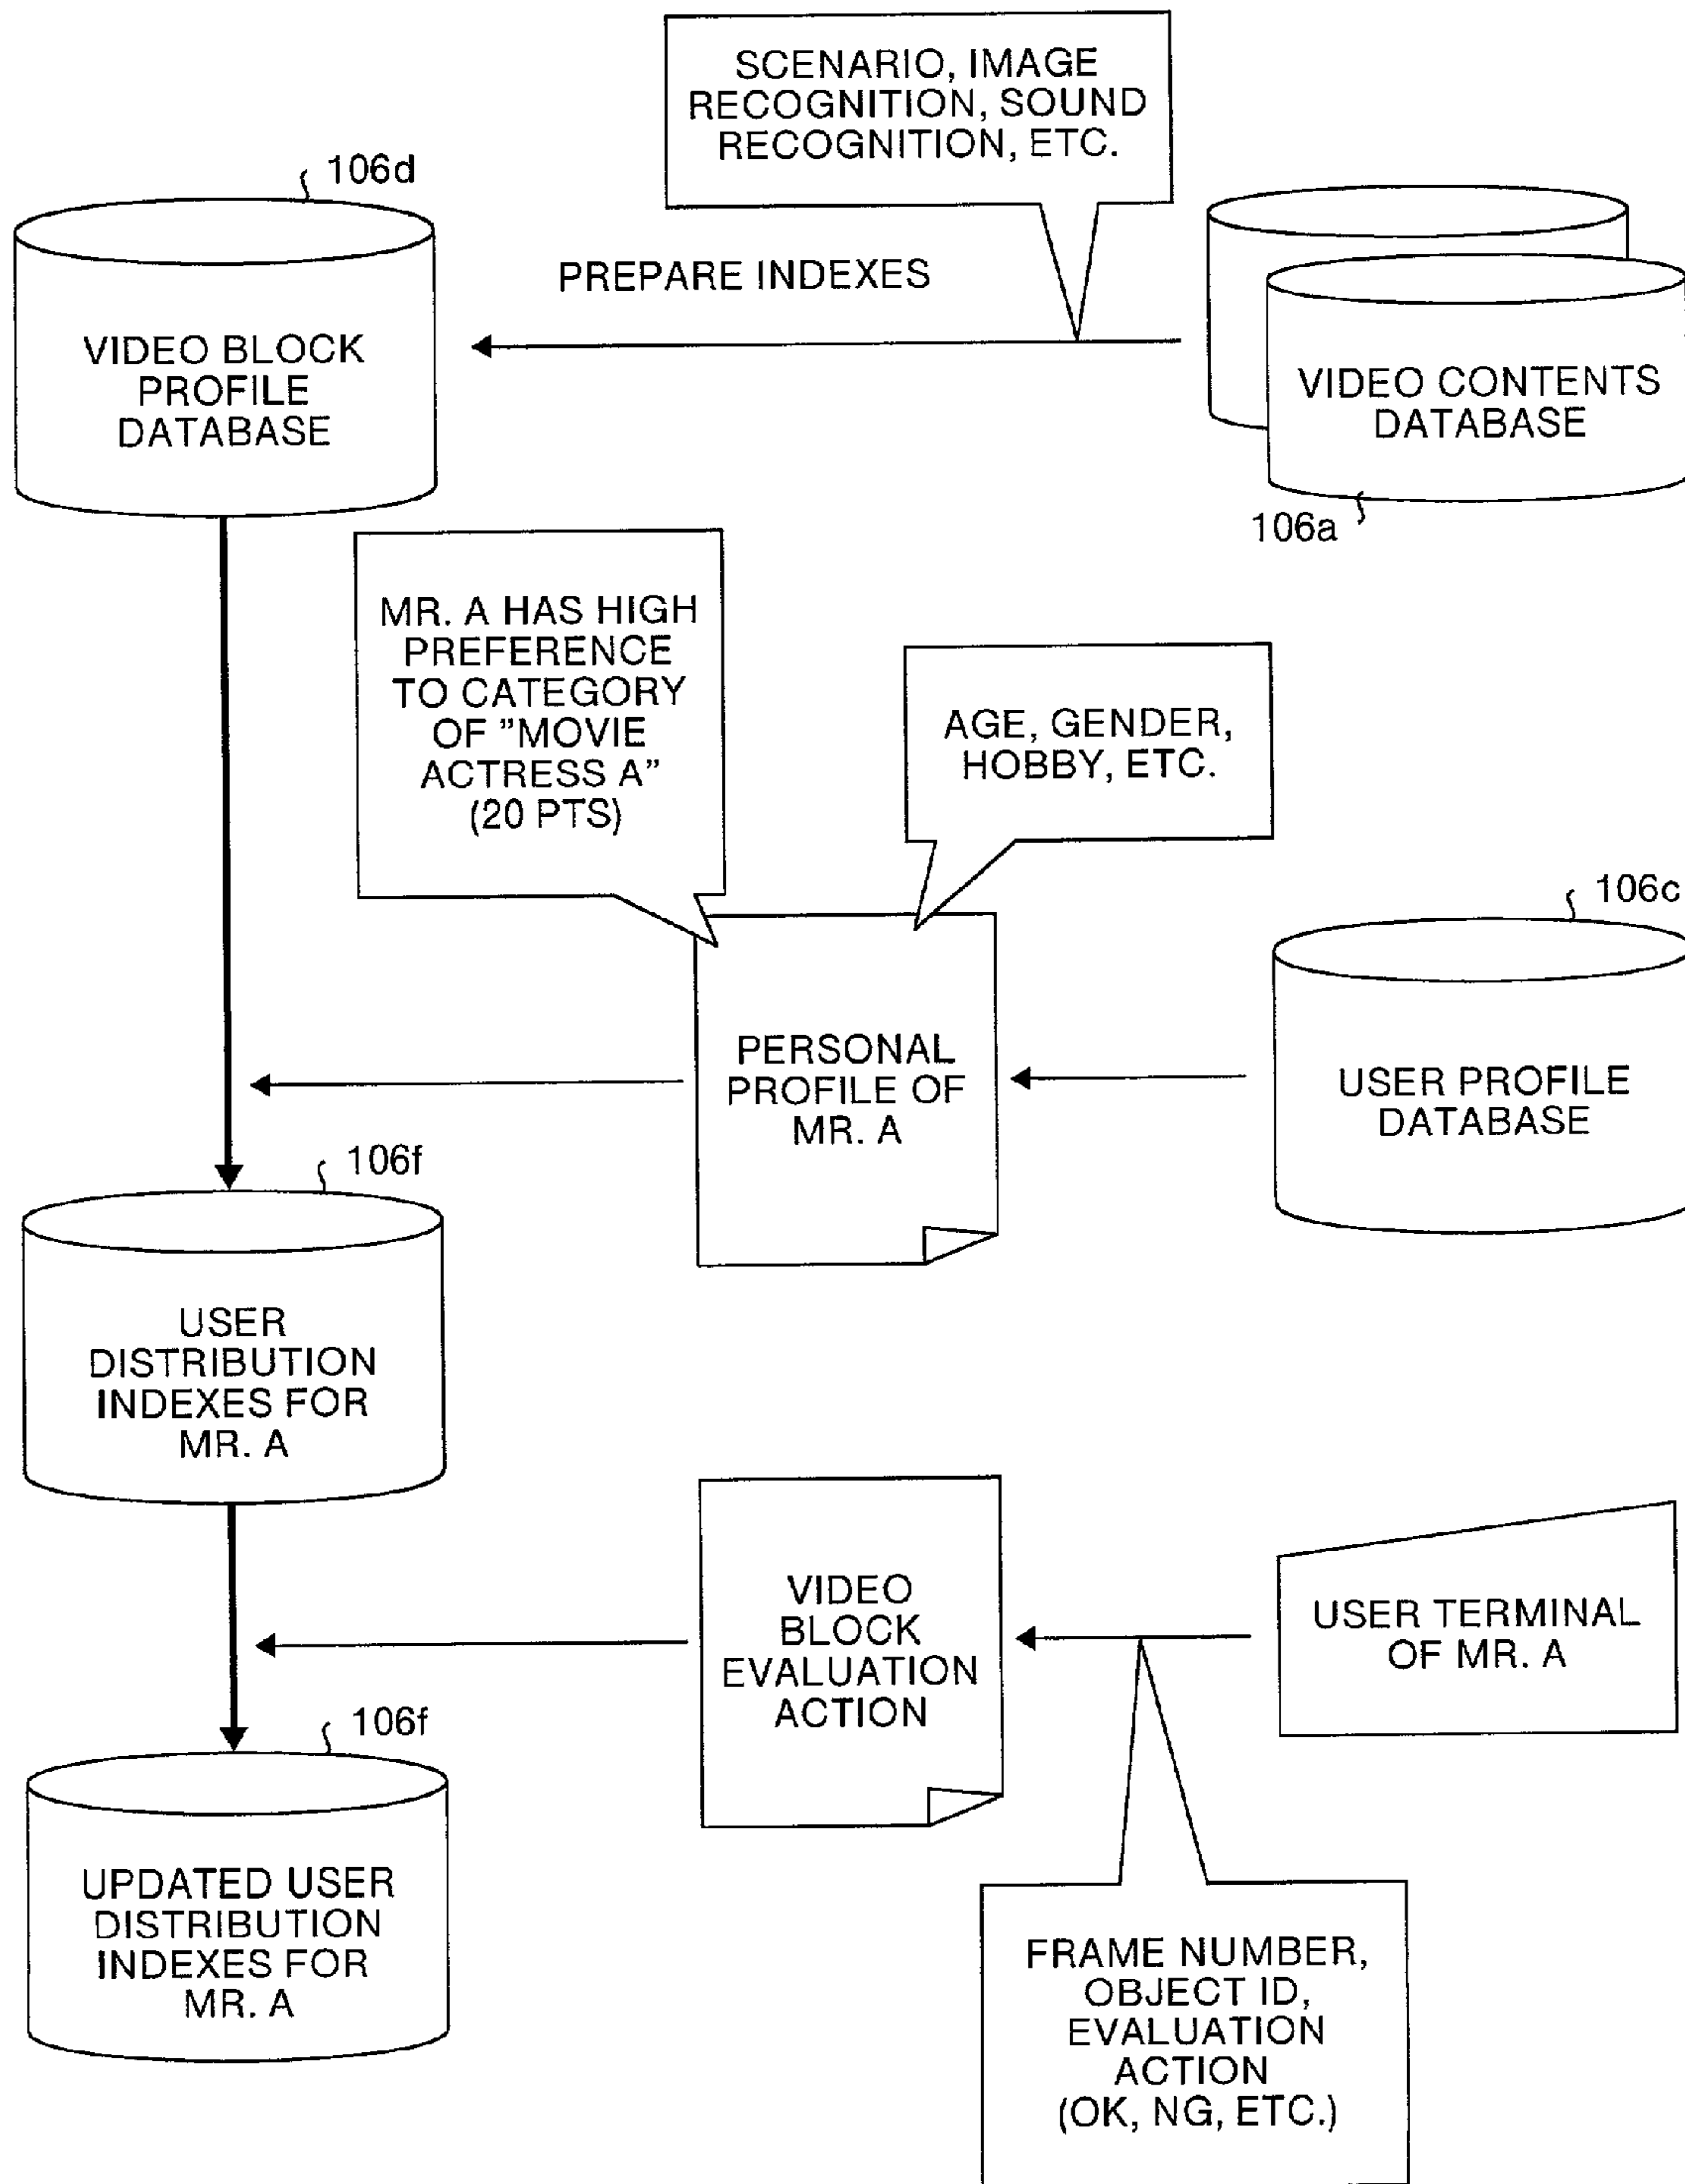 SCENARIO, IMAGE
RECOGNITION, SOUND
RECOGNITION, ETC.
106d
PREPARE INDEXES
VIDEO BLOCK
PROFILE
DATABASE
VIDEO CONTENTS
DATABASE
106a
MR. A HAS HIGH
PREFERENCE
TO CATEGORY
OF "MOVIE
ACTRESS A"
(20 PTS)
AGE, GENDER,
HOBBY, ETC.
106c
PERSONAL
PROFILE OF
MR. A
USER PROFILE
DATABASE
106f
USER
DISTRIBUTION
INDEXES FOR
MR. A
VIDEO
BLOCK
EVALUATION
ACTION
USER TERMINAL
OF MR. A
106f
UPDATED USER
DISTRIBUTION
INDEXES FOR
MR. A
FRAME NUMBER,
OBJECT ID,
EVALUATION
ACTION
(OK, NG, ETC.)